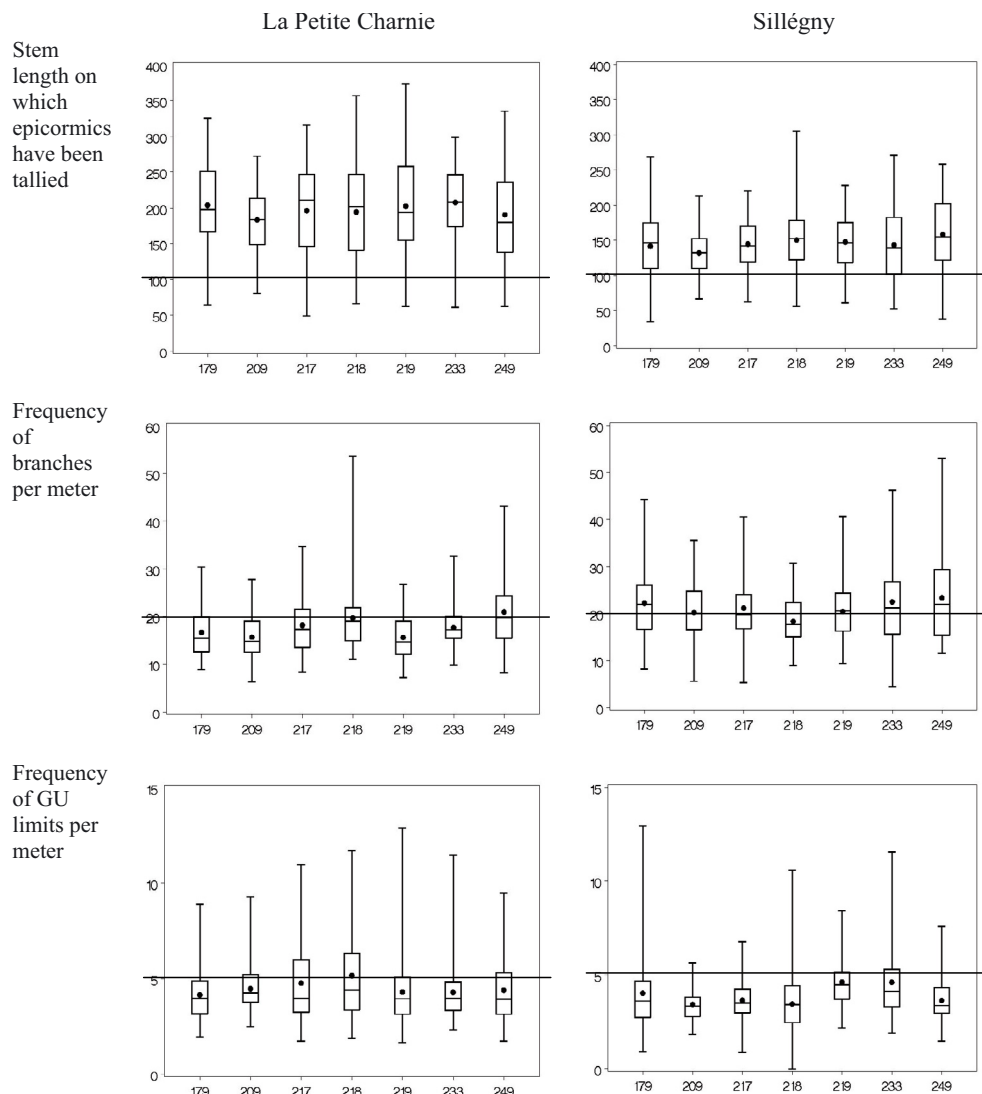 La Petite Charnie
Sillégny
Stem
length on
which
epicormics
have been
tallied
400
350
300
250
200
150
100
50
0
179 209 217 218 219 233 249
400
350
300
250
200
150
100
50
0
179 209 217 218 219 233 249
Frequency
of
branches
per meter
60
50
40
30
20
10
0
179 209 217 218 219 233 249
60
50
40
30
20
10
0
179 209 217 218 219 233 249
Frequency
of GU
limits per
meter
15
10
5
0
179 209 217 218 219 233 249
15
10
5
0
179 209 217 218 219 233 249